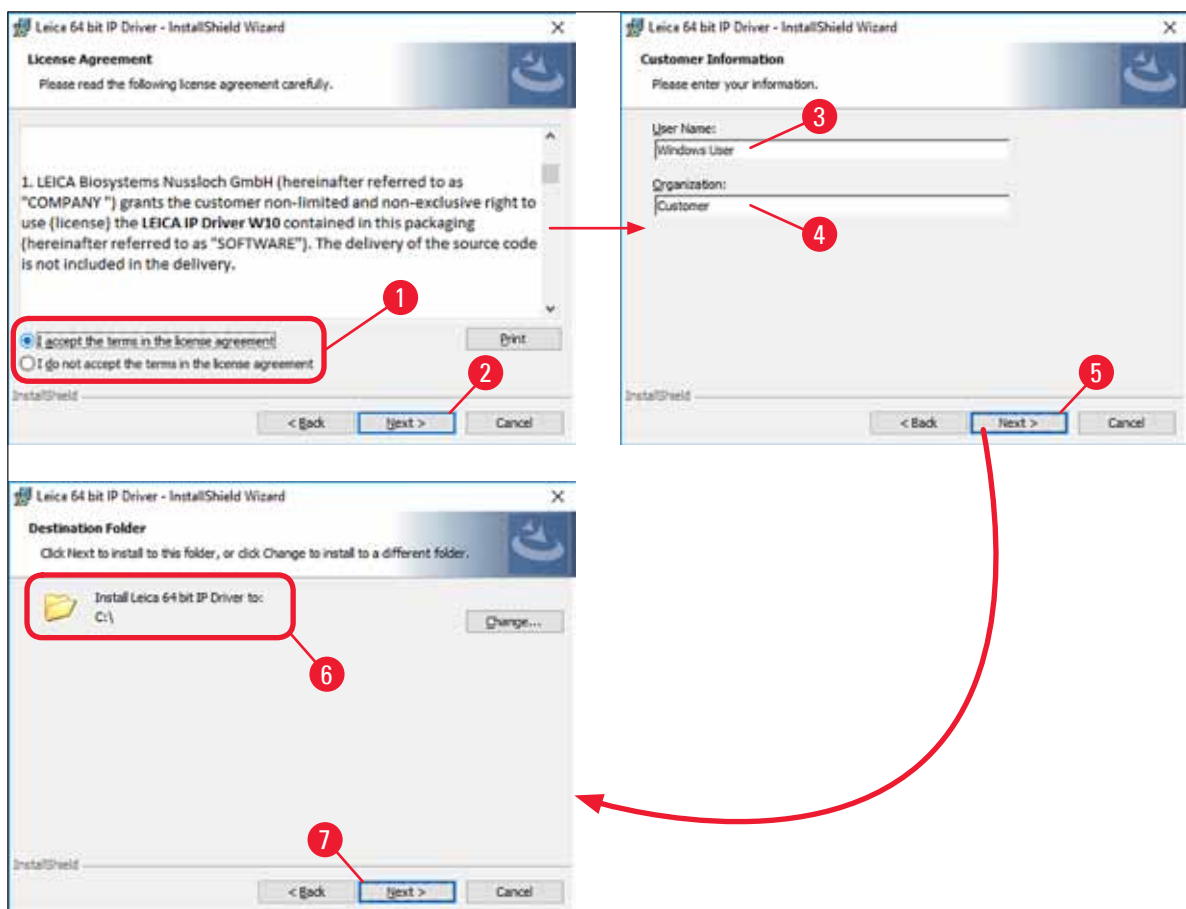 Leica 64 bit IP Driver - InstallShield Wizard
License Agreement
Please read the following license agreement carefully.
1. LEICA Biosystems Nussloch GmbH (hereinafter referred to as
"COMPANY ") grants the customer non-limited and non-exclusive right to
use (license) the LEICA IP Driver W10 contained in this packaging
(hereinafter referred to as "SOFTWARE"). The delivery of the source code
is not included in the delivery.
1
I accept the terms in the license agreement
Print
I do not accept the terms in the license agreement
2
InstallShield
< Back
Next >
Cancel
Leica 64 bit IP Driver - InstallShield Wizard
Customer Information
Please enter your information.
3
User Name:
Windows User
Organization:
Customer
4
5
InstallShield
< Back
Next >
Cancel
Leica 64 bit IP Driver - InstallShield Wizard
Destination Folder
Click Next to install to this folder, or click Change to install to a different folder.
Install Leica 64 bit IP Driver to:
C:\
Change...
6
7
InstallShield
< Back
Next >
Cancel